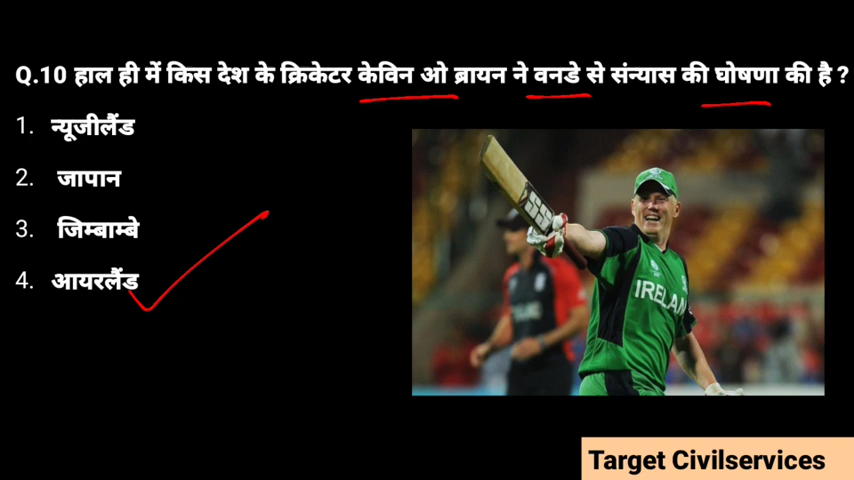 Q.10 हाल ही में किस देश के क्रिकेटर केविन ओ ब्रायन ने वनडे से संन्यास की घोषणा की है ?
1. न्यूजीलैंड
2. जापान
3. जिम्बाम्बे
4. आयरलैंड
IRELAN
Target Civilservices